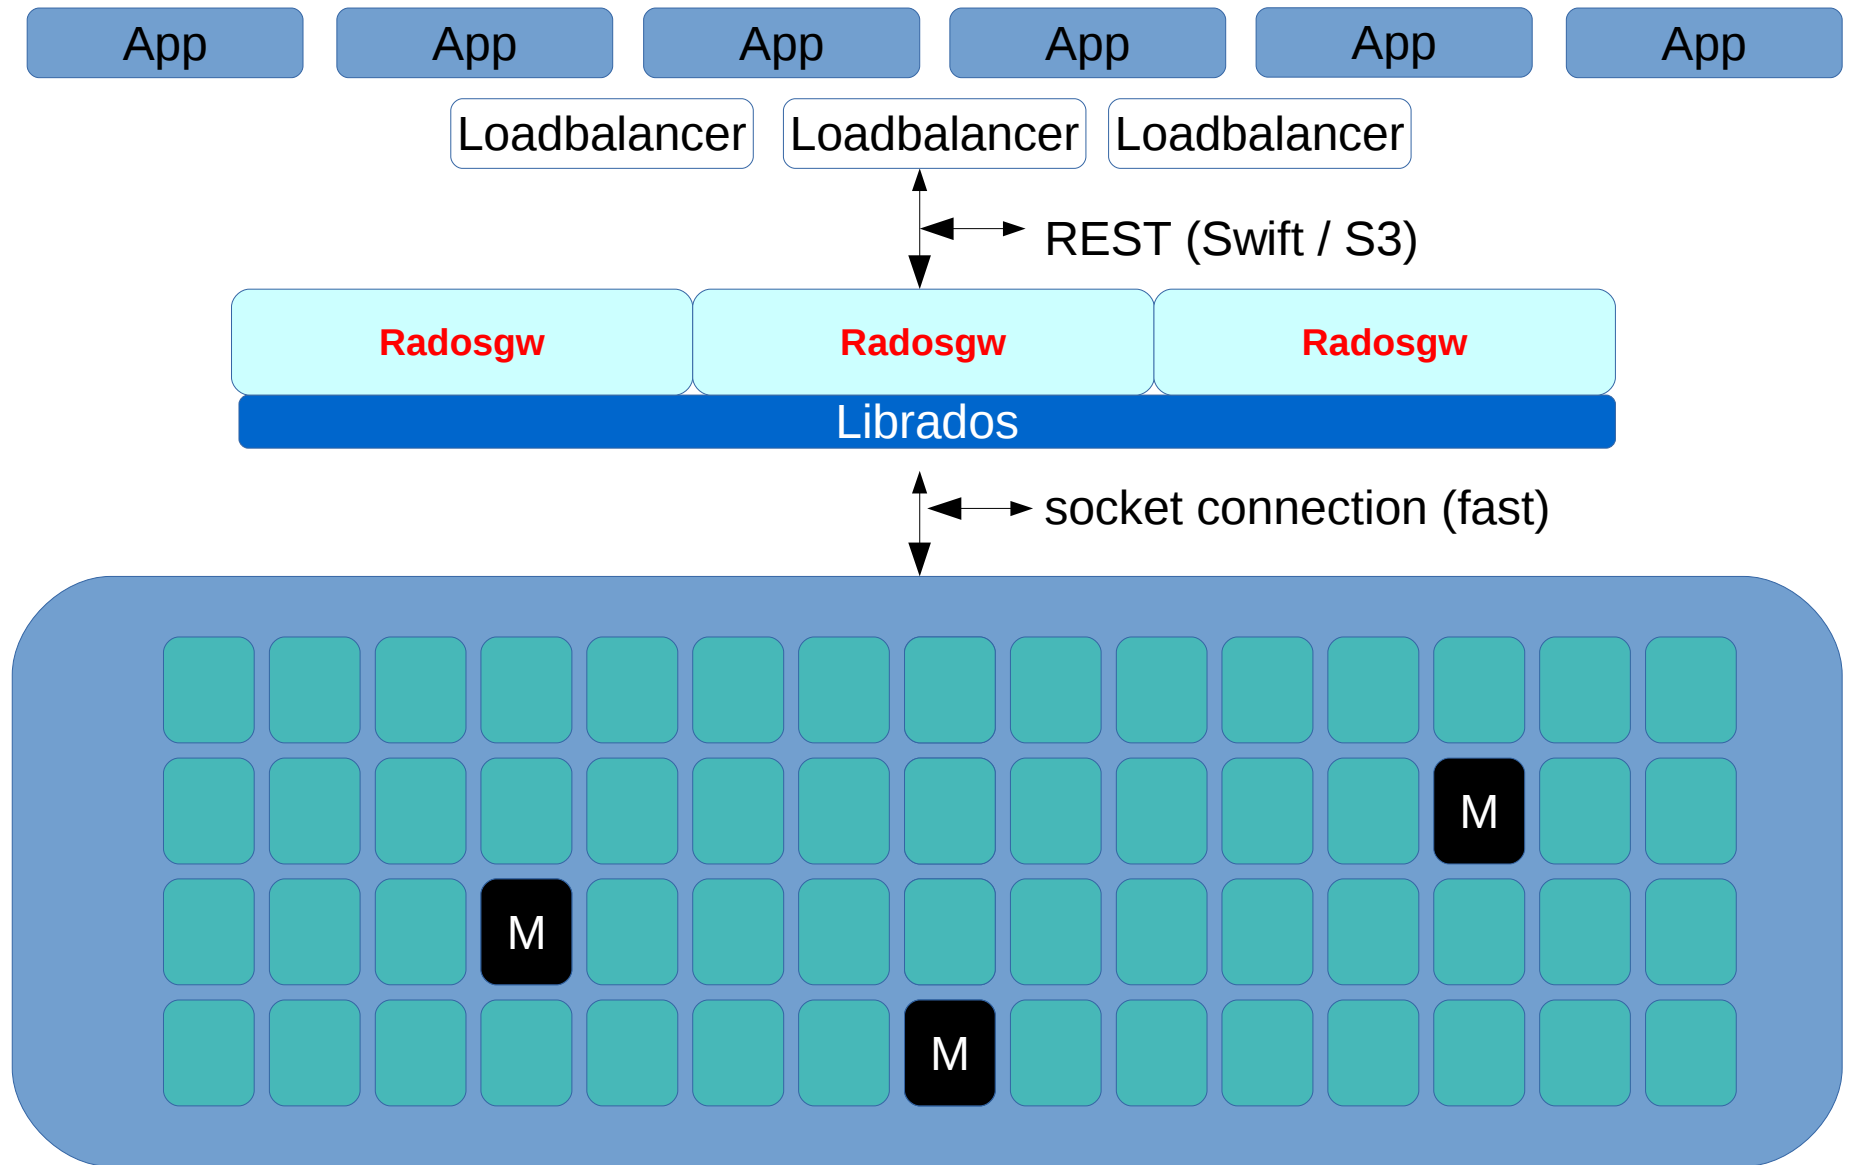 App App App App App App
Loadbalancer Loadbalancer Loadbalancer
REST (Swift / S3)
Radosgw Radosgw Radosgw
Librados
socket connection (fast)
M
M
M